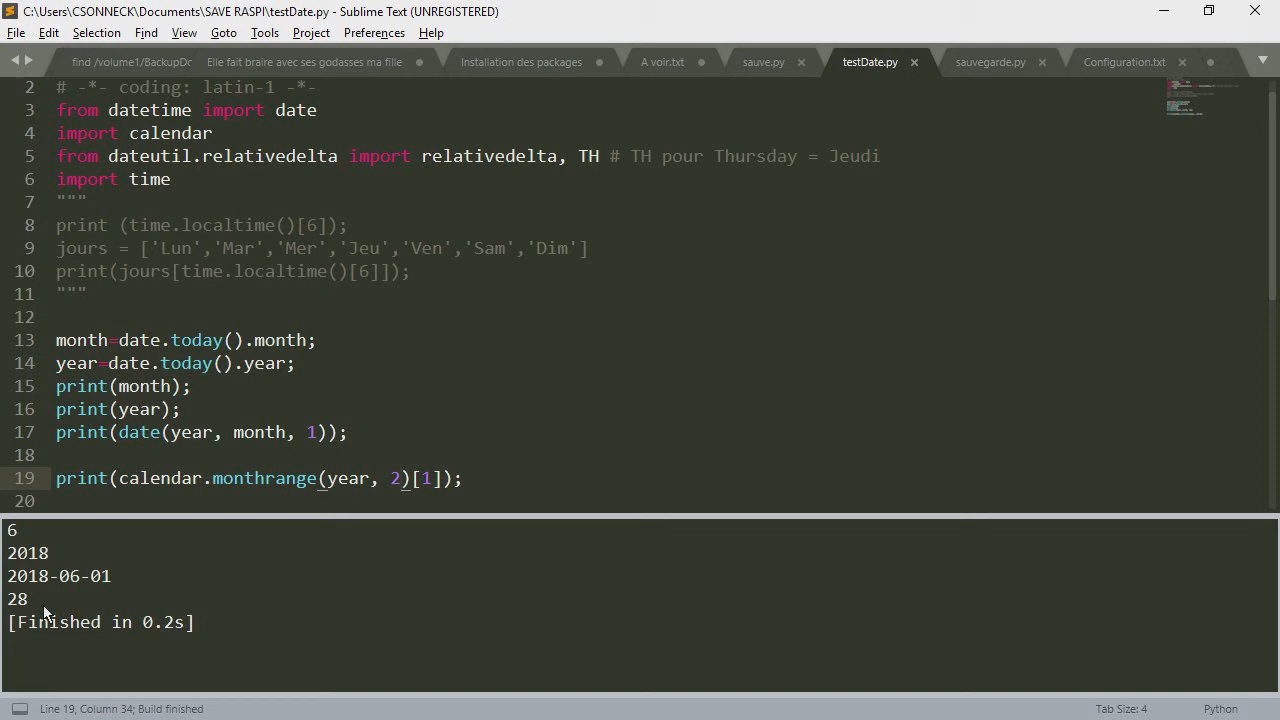 C:\Users\CSONNECK\Documents\SAVE RASPI\testDate.py - Sublime Text (UNREGISTERED)
File Edit Selection Find View Goto Tools Project Preferences Help
find /volume1/BackupDr Elle fait braire avec ses godasses ma fille Installation des packages A voir.txt sauve.py testDate.py sauvegarde.py Configuration.txt
2 # -*- coding: latin-1 -*-
3 from datetime import date
4 import calendar
5 from dateutil.relativedelta import relativedelta, TH # TH pour Thursday = Jeudi
6 import time
7 """
8 print (time.localtime()[6]);
9 jours = ['Lun','Mar','Mer','Jeu','Ven','Sam','Dim']
10 print(jours[time.localtime()[6]]);
11 """
12
13 month=date.today().month;
14 year=date.today().year;
15 print(month);
16 print(year);
17 print(date(year, month, 1));
18
19 print(calendar.monthrange(year, 2)[1]);
20
6
2018
2018-06-01
28
[Finished in 0.2s]
Line 19, Column 34; Build finished Tab Size: 4 Python